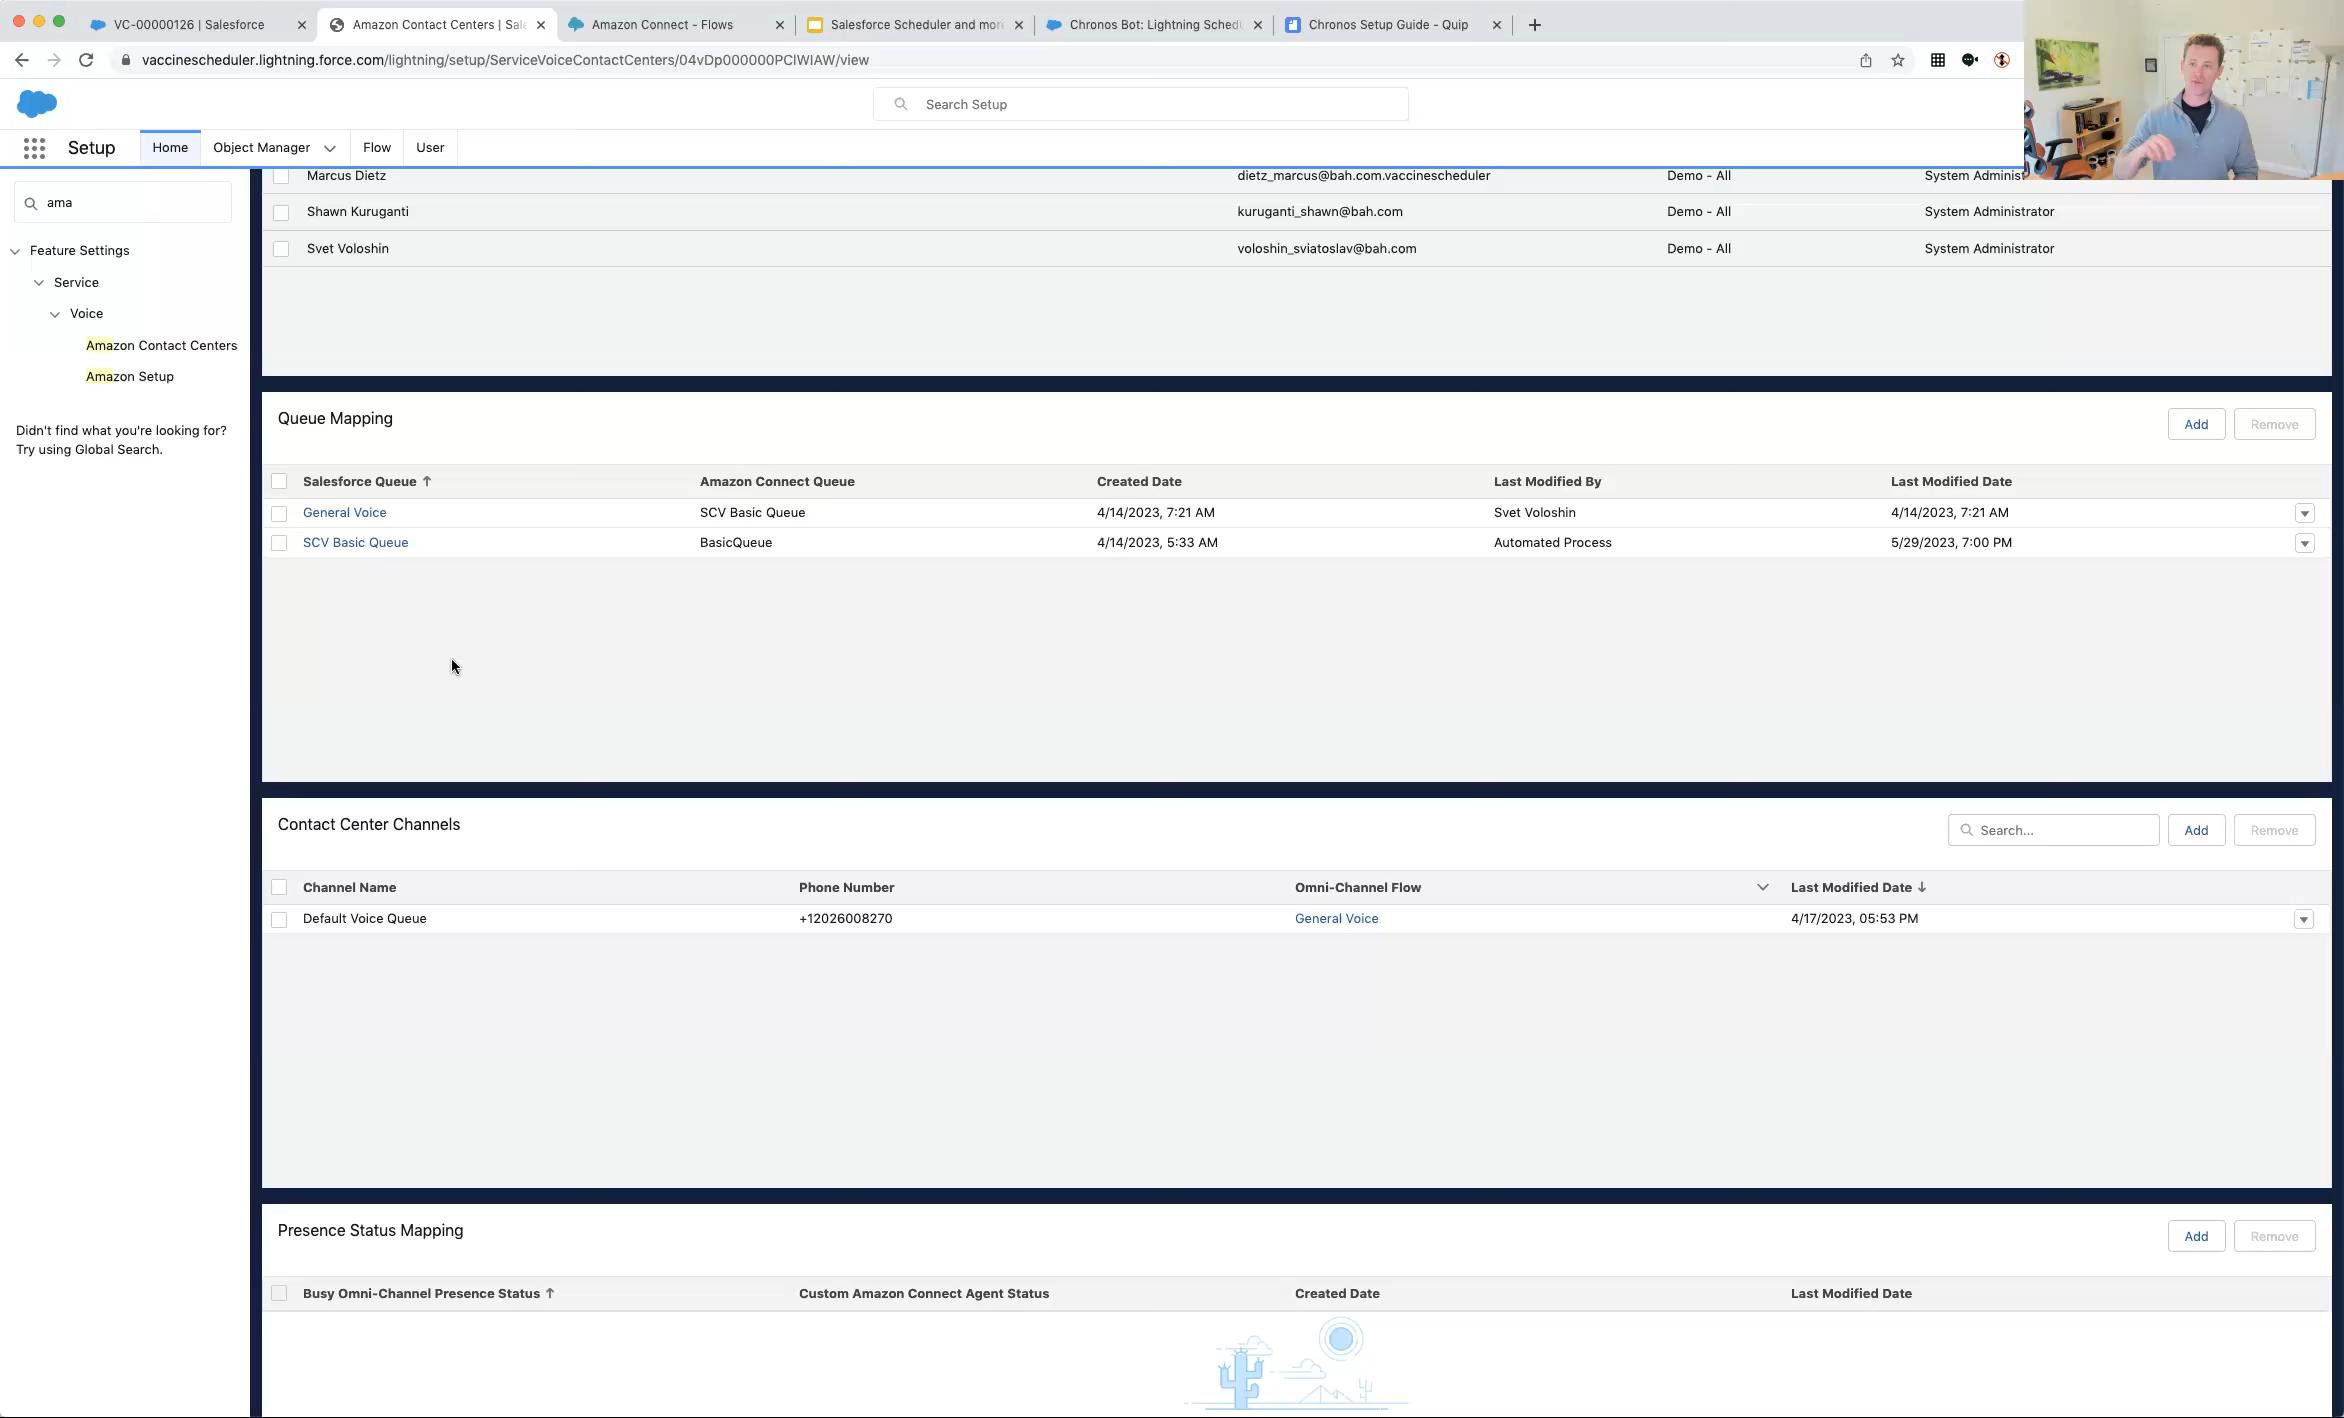 VC-00000126 | Salesforce
Amazon Contact Centers | Sal
Amazon Connect - Flows
Salesforce Scheduler and mor
Chronos Bot: Lightning Sched
Chronos Setup Guide - Quip
vaccinescheduler.lightning.force.com/lightning/setup/ServiceVoiceContactCenters/04vDp000000PCIWIAW/view
Search Setup
Setup
Home
Object Manager
Flow
User
ama
Feature Settings
Service
Voice
Amazon Contact Centers
Amazon Setup
Didn't find what you're looking for?
Try using Global Search.
Marcus Dietz dietz_marcus@bah.com.vaccinescheduler Demo - All System Administ
Shawn Kuruganti kuruganti_shawn@bah.com Demo - All System Administrator
Svet Voloshin voloshin_sviatoslav@bah.com Demo - All System Administrator
Queue Mapping
Add Remove
Salesforce Queue ↑ Amazon Connect Queue Created Date Last Modified By Last Modified Date
General Voice SCV Basic Queue 4/14/2023, 7:21 AM Svet Voloshin 4/14/2023, 7:21 AM
SCV Basic Queue BasicQueue 4/14/2023, 5:33 AM Automated Process 5/29/2023, 7:00 PM
Contact Center Channels
Search... Add Remove
Channel Name Phone Number Omni-Channel Flow Last Modified Date ↓
Default Voice Queue +12026008270 General Voice 4/17/2023, 05:53 PM
Presence Status Mapping
Add Remove
Busy Omni-Channel Presence Status ↑ Custom Amazon Connect Agent Status Created Date Last Modified Date